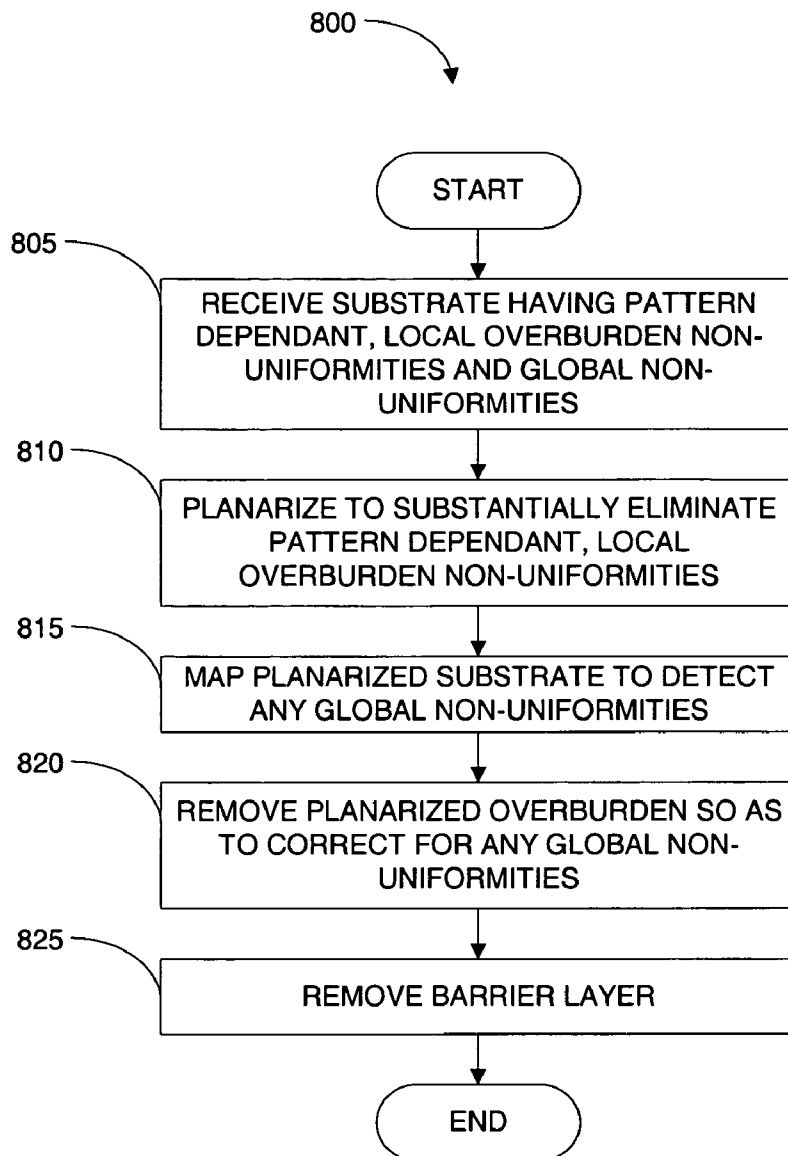 800
START
805
RECEIVE SUBSTRATE HAVING PATTERN
DEPENDANT, LOCAL OVERBURDEN NON-
UNIFORMITIES AND GLOBAL NON-
UNIFORMITIES
810
PLANARIZE TO SUBSTANTIALLY ELIMINATE
PATTERN DEPENDANT, LOCAL
OVERBURDEN NON-UNIFORMITIES
815
MAP PLANARIZED SUBSTRATE TO DETECT
ANY GLOBAL NON-UNIFORMITIES
820
REMOVE PLANARIZED OVERBURDEN SO AS
TO CORRECT FOR ANY GLOBAL NON-
UNIFORMITIES
825
REMOVE BARRIER LAYER
END